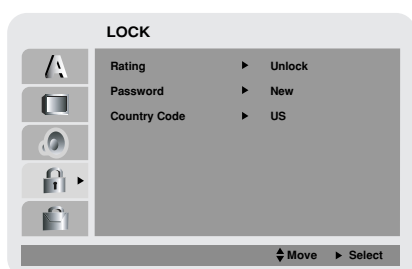 LOCK
A
Rating ► Unlock
Password ► New
Country Code ► US
Move ► Select